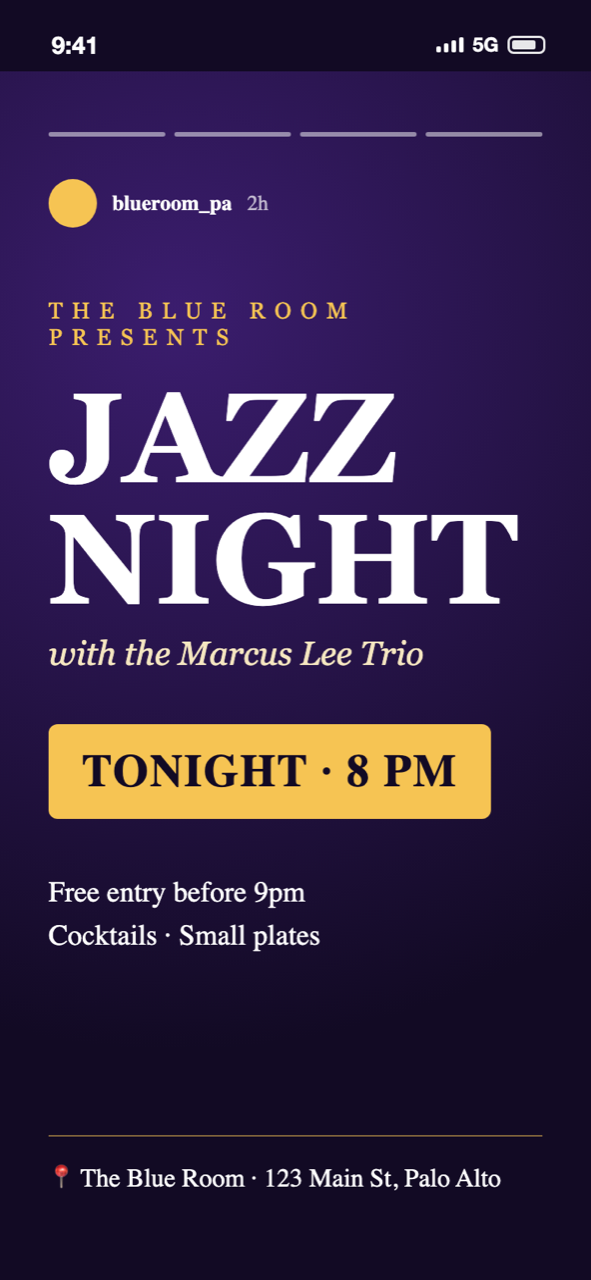 9:41
5G
blueroom_pa 2h
THE BLUE ROOM
PRESENTS
JAZZ
NIGHT
with the Marcus Lee Trio
TONIGHT · 8 PM
Free entry before 9pm
Cocktails · Small plates
📍 The Blue Room · 123 Main St, Palo Alto